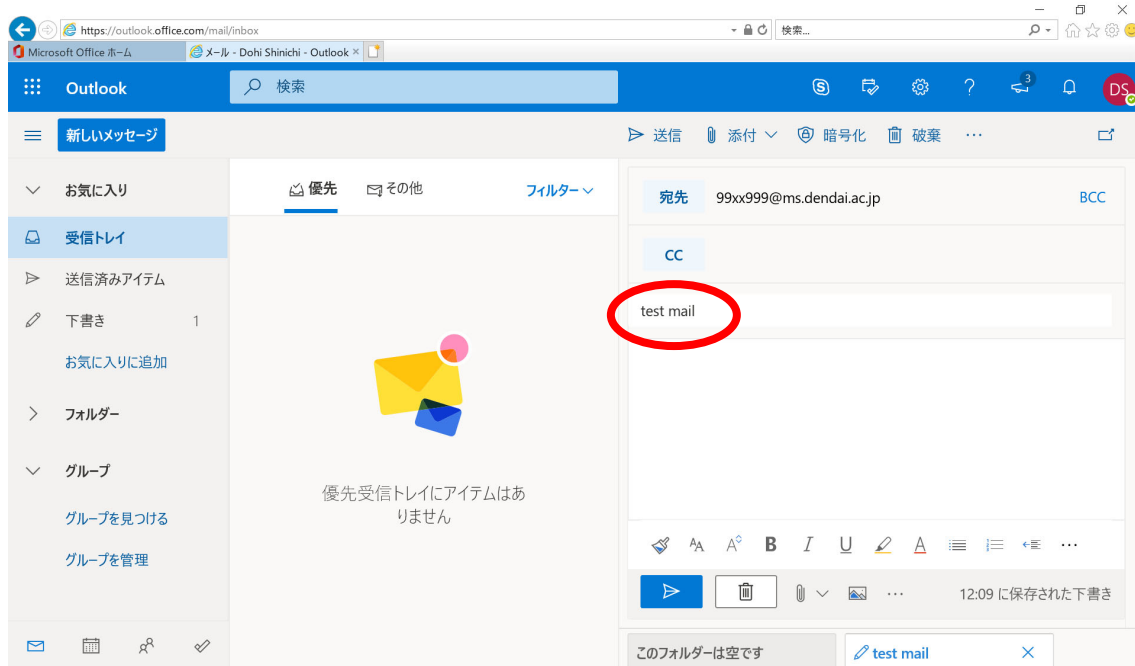 https://outlook.office.com/mail/inbox
検索...
Microsoft Office ホーム
メール - Dohi Shinichi - Outlook
Outlook
検索
3
DS
新しいメッセージ
送信
添付
暗号化
破棄
お気に入り
優先
その他
フィルター
宛先
99xx999@ms.dendai.ac.jp
BCC
受信トレイ
CC
送信済みアイテム
test mail
下書き 1
お気に入りに追加
フォルダー
グループ
優先受信トレイにアイテムはあ
りません
グループを見つける
グループを管理
12:09 に保存された下書き
このフォルダーは空です
test mail